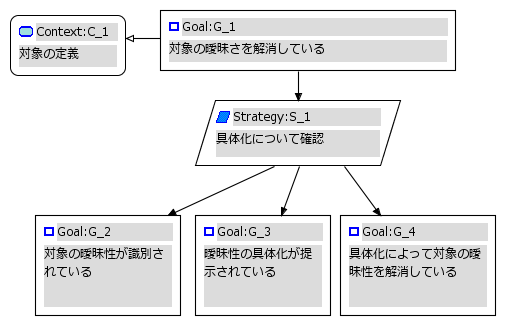 Context:C_1
対象の定義
Goal:G_1
対象の曖昧さを解消している
Strategy:S_1
具体化について確認
Goal:G_2
対象の曖昧性が識別さ
れている
Goal:G_3
曖昧性の具体化が提
示されている
Goal:G_4
具体化によって対象の曖
昧性を解消している